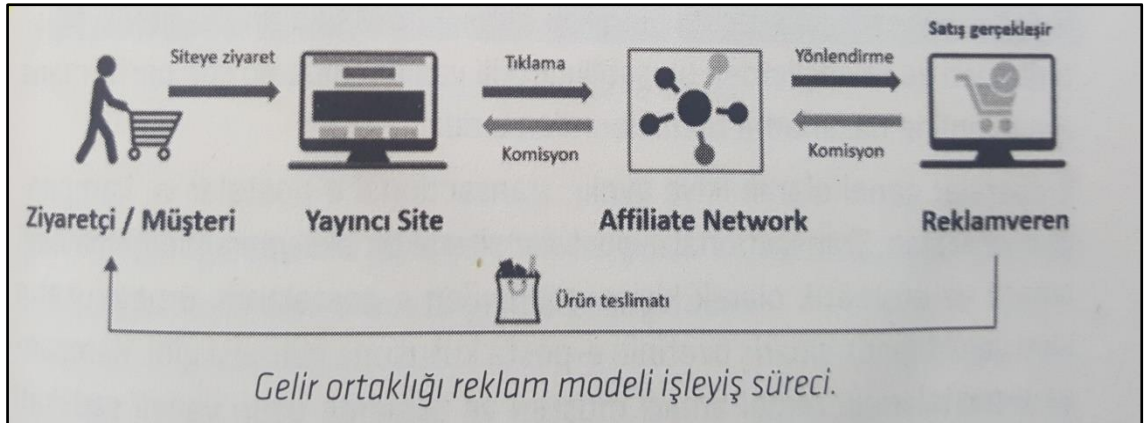 Satış gerçekleşir
Siteye ziyaret
Tıklama
Yönlendirme
Komisyon
Komisyon
Ziyaretçi / Müşteri
Yayıncı Site
Affiliate Network
Reklamveren
Ürün teslimatı
Gelir ortaklığı reklam modeli işleyiş süreci.